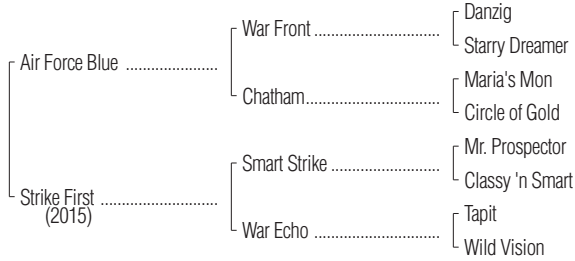 Danzig
War Front ..............................
Starry Dreamer
Air Force Blue ......................
Maria's Mon
Chatham................................
Circle of Gold
Mr. Prospector
Smart Strike ..........................
Classy 'n Smart
Strike First ............................
(2015)
Tapit
War Echo ..............................
Wild Vision